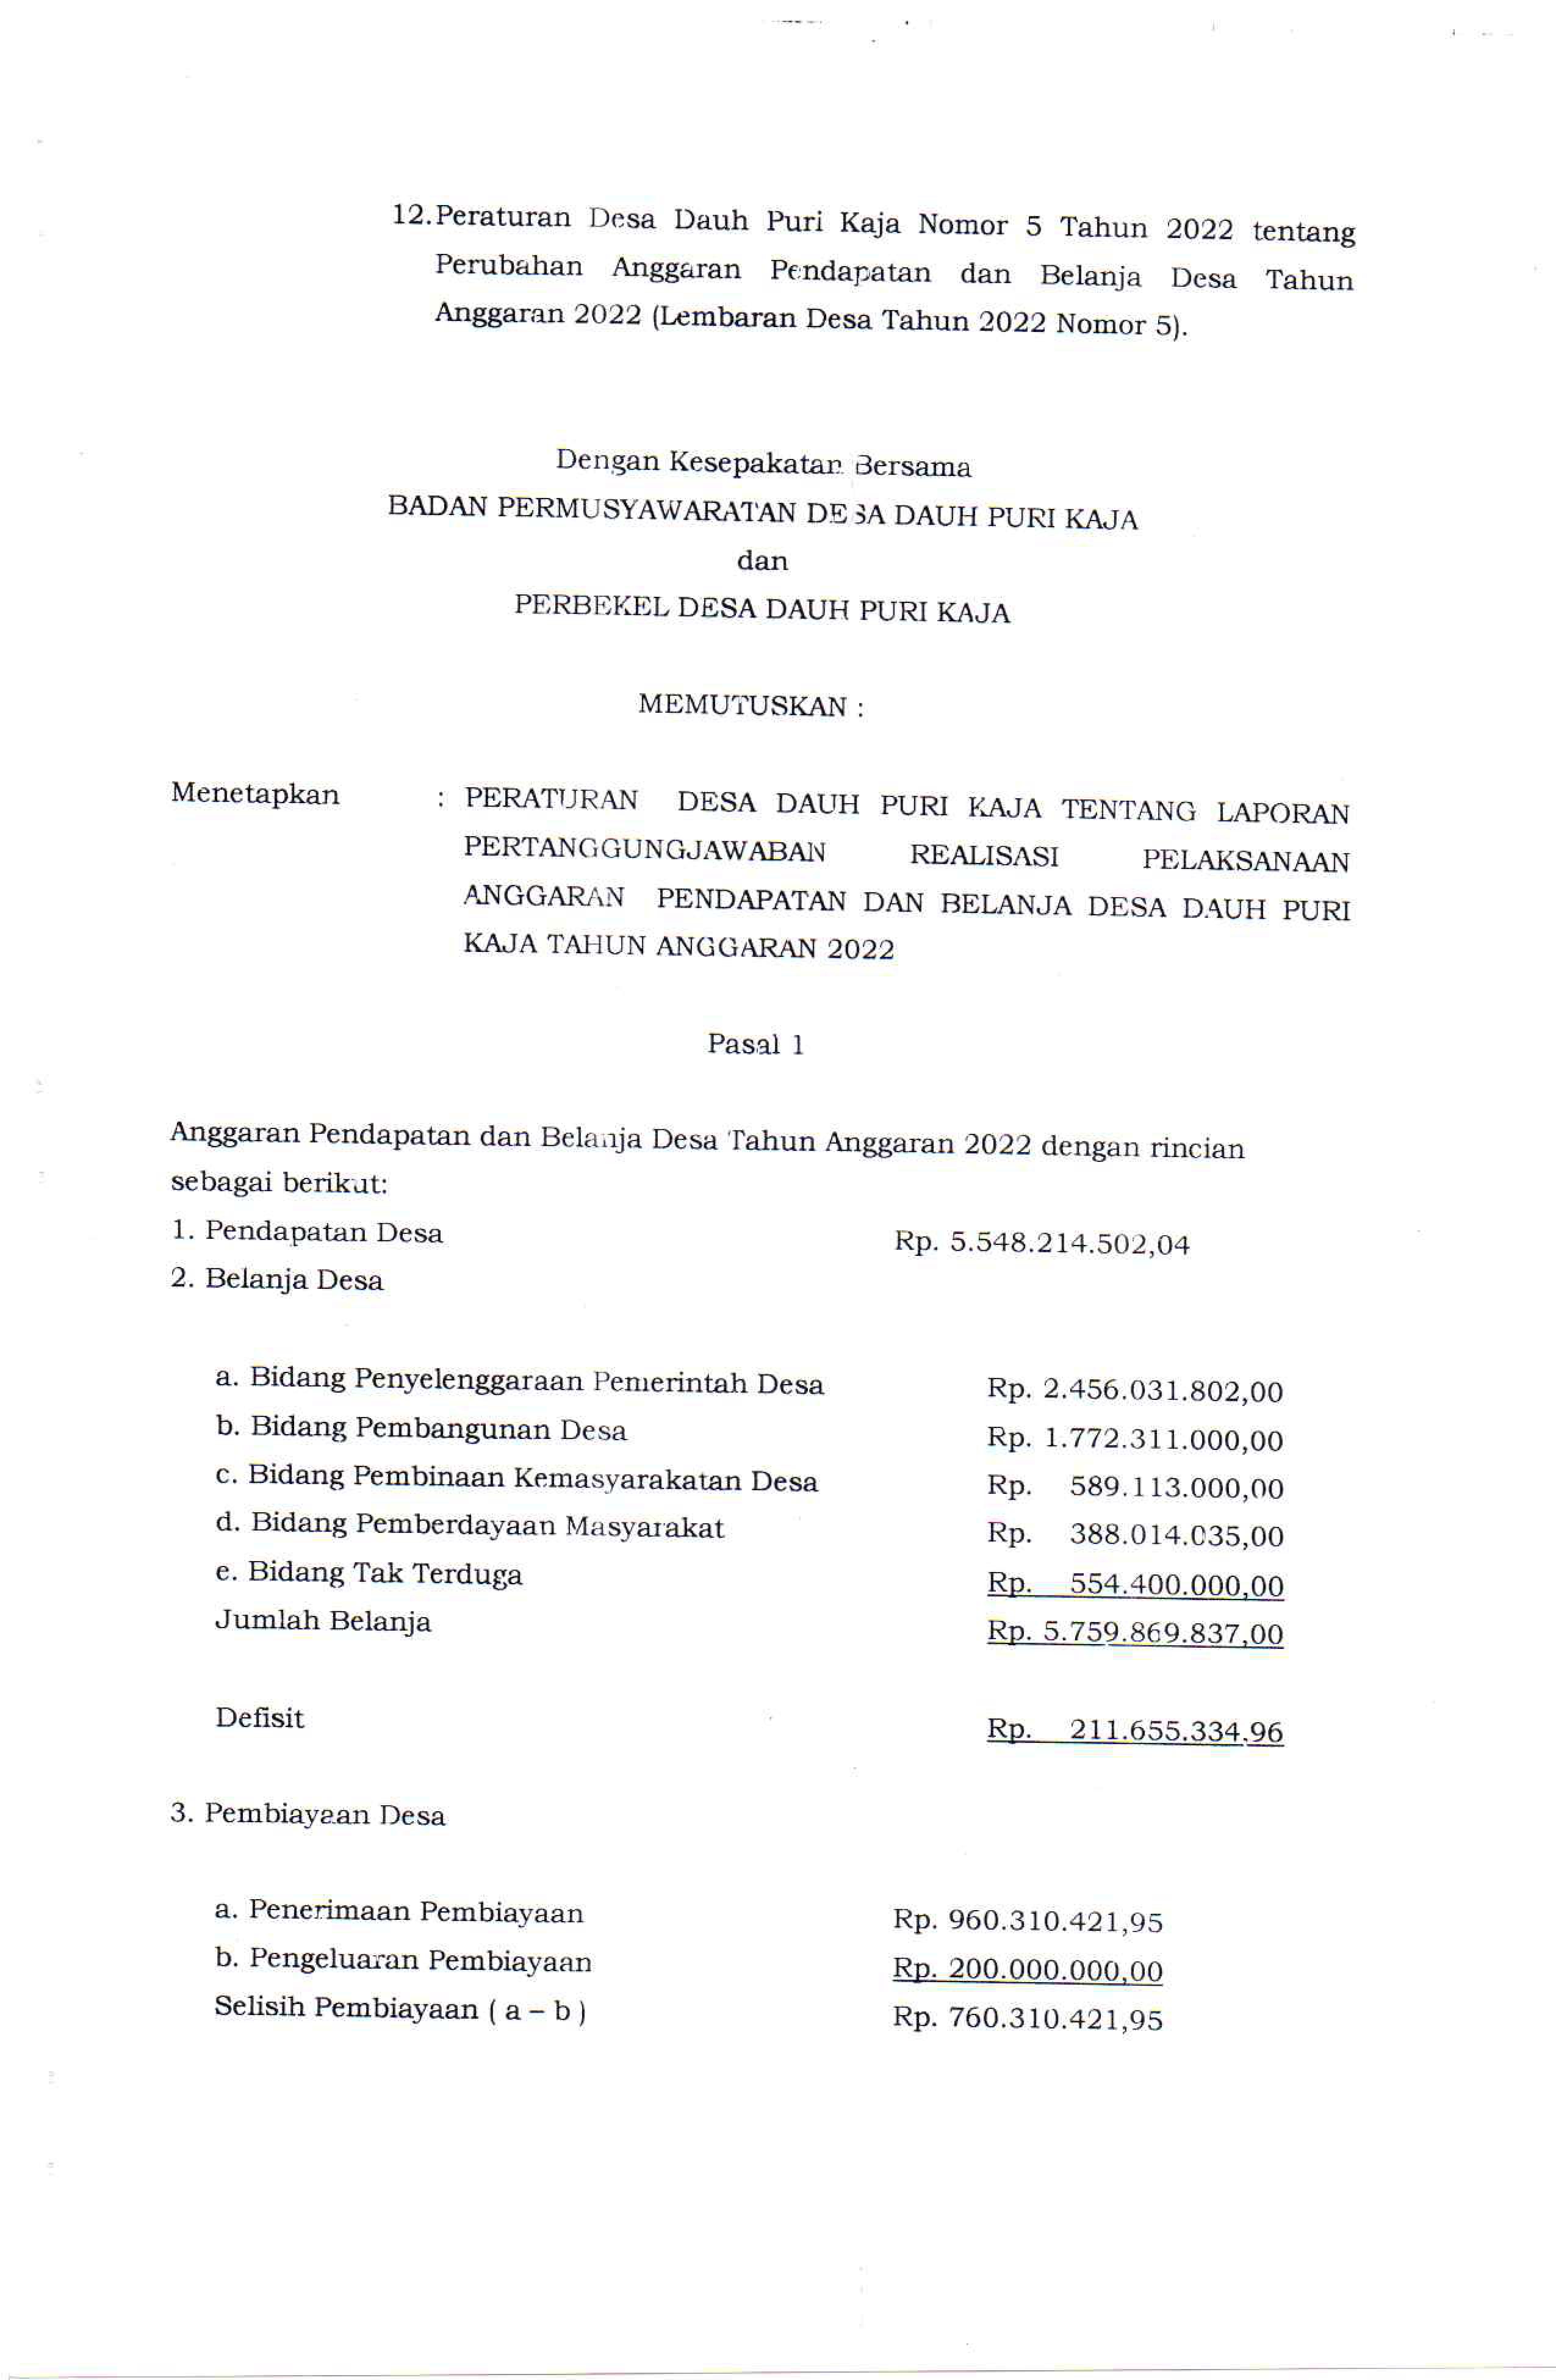 12.Peraturan Desa Dauh Puri Kaja Nomor 5 Tahun 2022 tentang
Perubahan Anggaran Pendapatan dan Belanja Desa Tahun
Anggaran 2022 (Lembaran Desa Tahun 2022 Nomor 5).
Dengan Kesepakatan Bersama
BADAN PERMUSYAWARATAN DESA DAUH PURI KAJA
dan
PERBEKEL DESA DAUH PURI KAJA
MEMUTUSKAN :
Menetapkan : PERATURAN DESA DAUH PURI KAJA TENTANG LAPORAN
PERTANGGUNGJAWABAN REALISASI PELAKSANAAN
ANGGARAN PENDAPATAN DAN BELANJA DESA DAUH PURI
KAJA TAHUN ANGGARAN 2022
Pasal 1
Anggaran Pendapatan dan Belanja Desa Tahun Anggaran 2022 dengan rincian
sebagai berikut:
1. Pendapatan Desa Rp. 5.548.214.502,04
2. Belanja Desa
a. Bidang Penyelenggaraan Pemerintah Desa Rp. 2.456.031.802,00
b. Bidang Pembangunan Desa Rp. 1.772.311.000,00
c. Bidang Pembinaan Kemasyarakatan Desa Rp. 589.113.000,00
d. Bidang Pemberdayaan Masyarakat Rp. 388.014.035,00
e. Bidang Tak Terduga Rp. 554.400.000,00
Jumlah Belanja Rp. 5.759.869.837,00
Defisit Rp. 211.655.334,96
3. Pembiayaan Desa
a. Penerimaan Pembiayaan Rp. 960.310.421,95
b. Pengeluaran Pembiayaan Rp. 200.000.000,00
Selisih Pembiayaan ( a – b ) Rp. 760.310.421,95